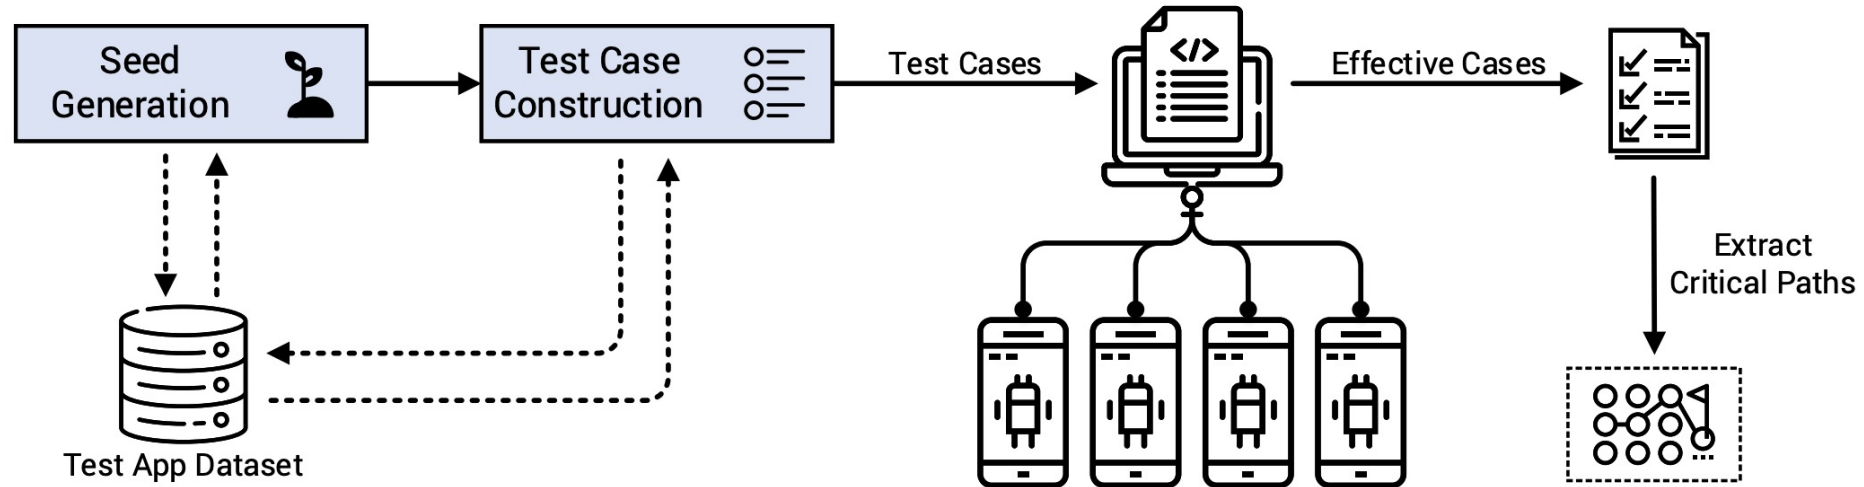 Seed
Generation
Test Case
Construction
Test Cases
</>
Effective Cases
Extract
Critical Paths
Test App Dataset